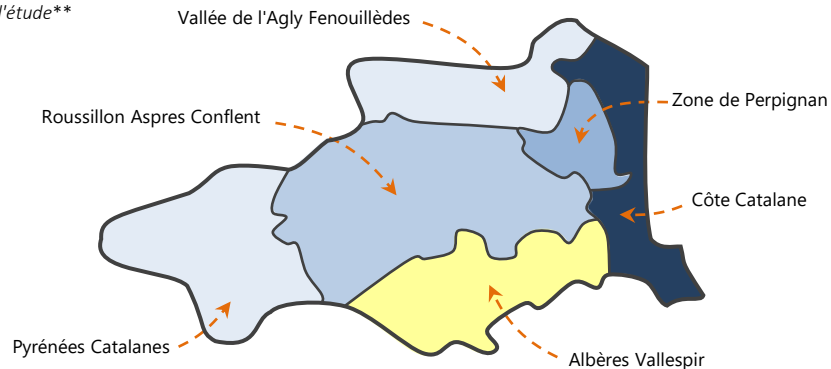 l'étude**
Vallée de l'Agly Fenouillèdes
Zone de Perpignan
Roussillon Aspres Conflent
Côte Catalane
Pyrénées Catalanes
Albères Vallespir